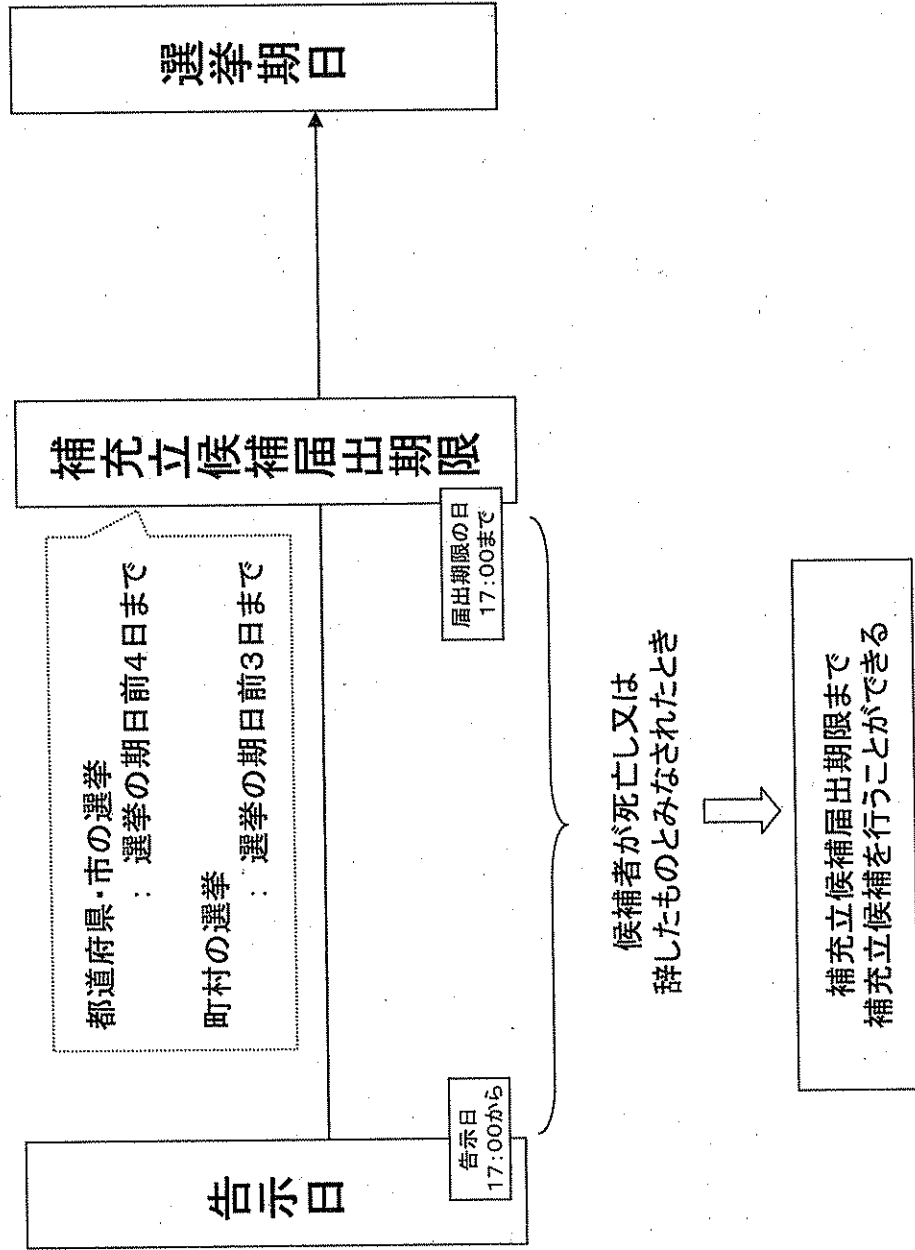 告示日
告示日
17:00から
都道府県・市の選挙
：選挙の期日前4日まで
町村の選挙
：選挙の期日前3日まで
補充立候補届出期限
届出期限の日
17:00まで
選挙期日
候補者が死亡し又は
辞したものとみなされたとき
補充立候補届出期限まで
補充立候補を行うことができる